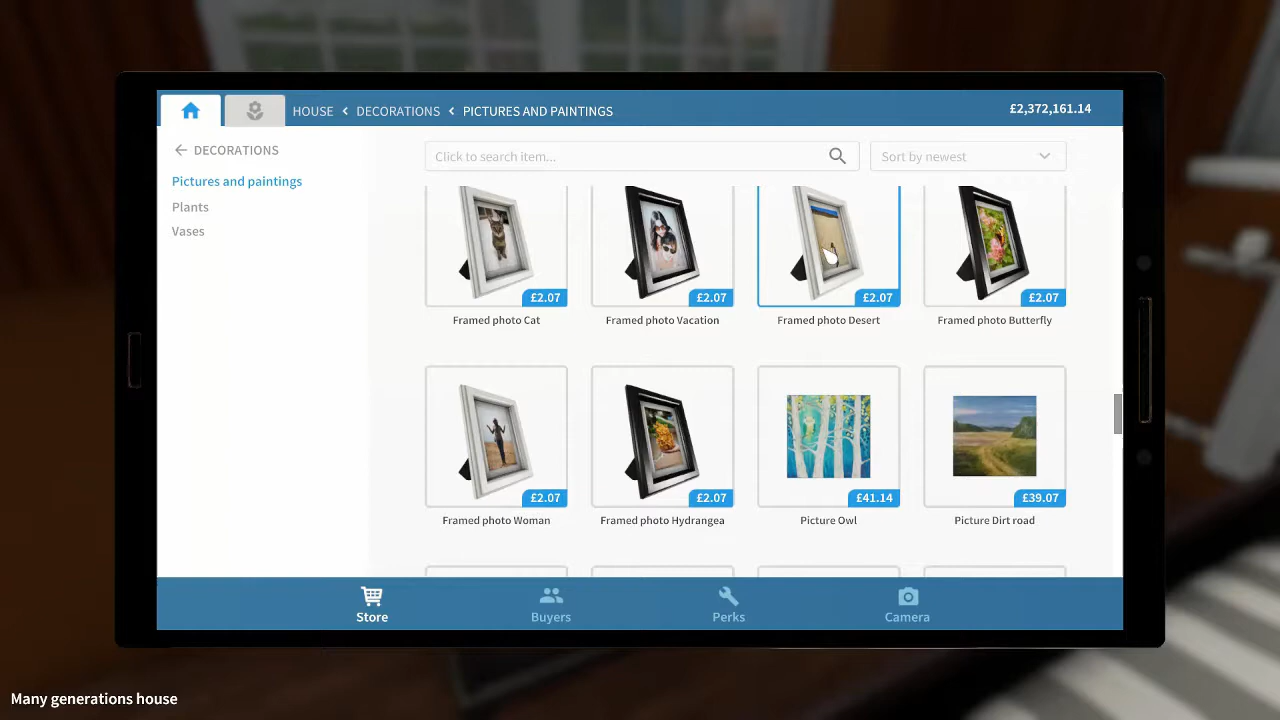 HOUSE < DECORATIONS < PICTURES AND PAINTINGS
£2,372,161.14
← DECORATIONS
Click to search item...
Sort by newest
Pictures and paintings
Plants
Vases
£2.07 £2.07 £2.07 £2.07
Framed photo Cat Framed photo Vacation Framed photo Desert Framed photo Butterfly
£2.07 £2.07 £41.14 £39.07
Framed photo Woman Framed photo Hydrangea Picture Owl Picture Dirt road
Store Buyers Perks Camera
Many generations house